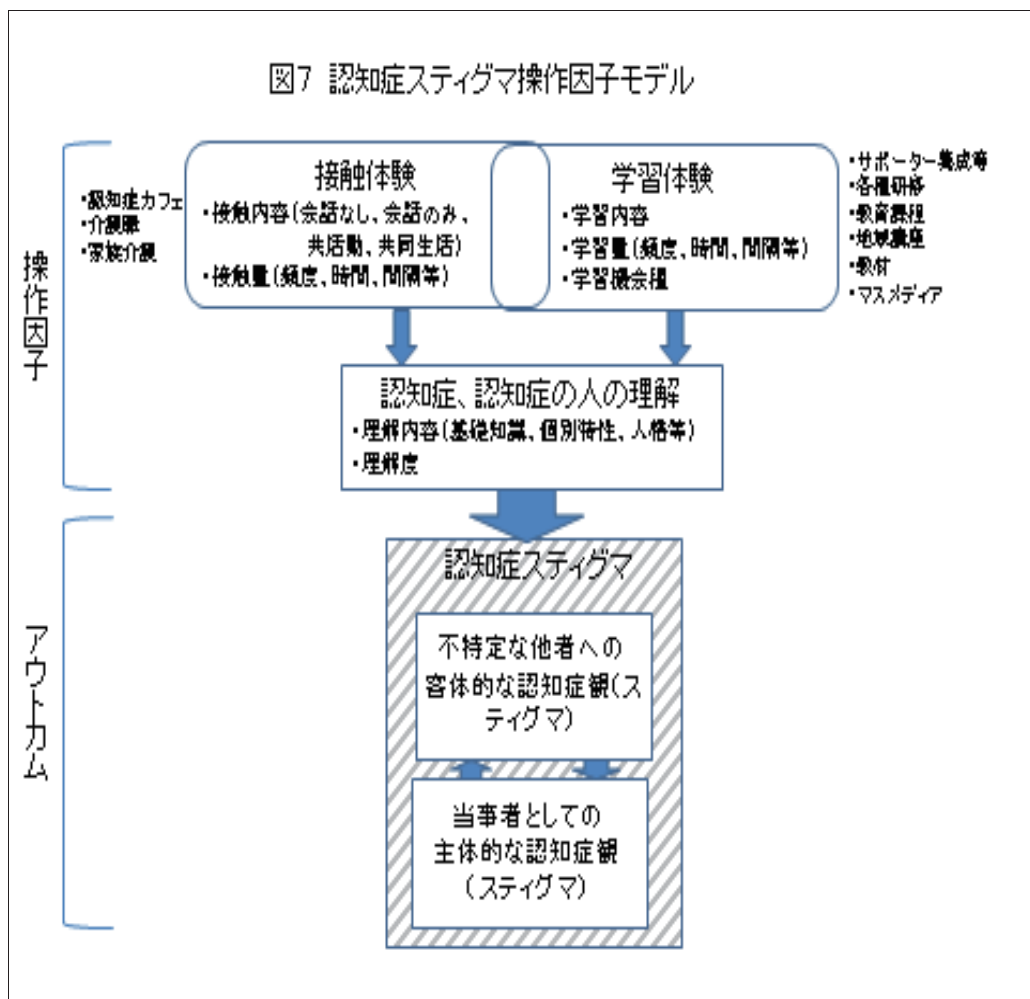 図7 認知症スティグマ操作因子モデル
操作因子
・認知症カフェ
・介護職
・家族介護
接触体験
・接触内容(会話なし、会話のみ、
共活動、共同生活)
・接触量(頻度、時間、間隔等)
学習体験
・学習内容
・学習量(頻度、時間、間隔等)
・学習機会種
・サポーター養成等
・各種研修
・教育課程
・地域講座
・教材
・マスメディア
認知症、認知症の人の理解
・理解内容(基礎知識、個別特性、人格等)
・理解度
アウトカム
認知症スティグマ
不特定な他者への
客体的な認知症観(ス
ティグマ)
当事者としての
主体的な認知症観
(スティグマ)